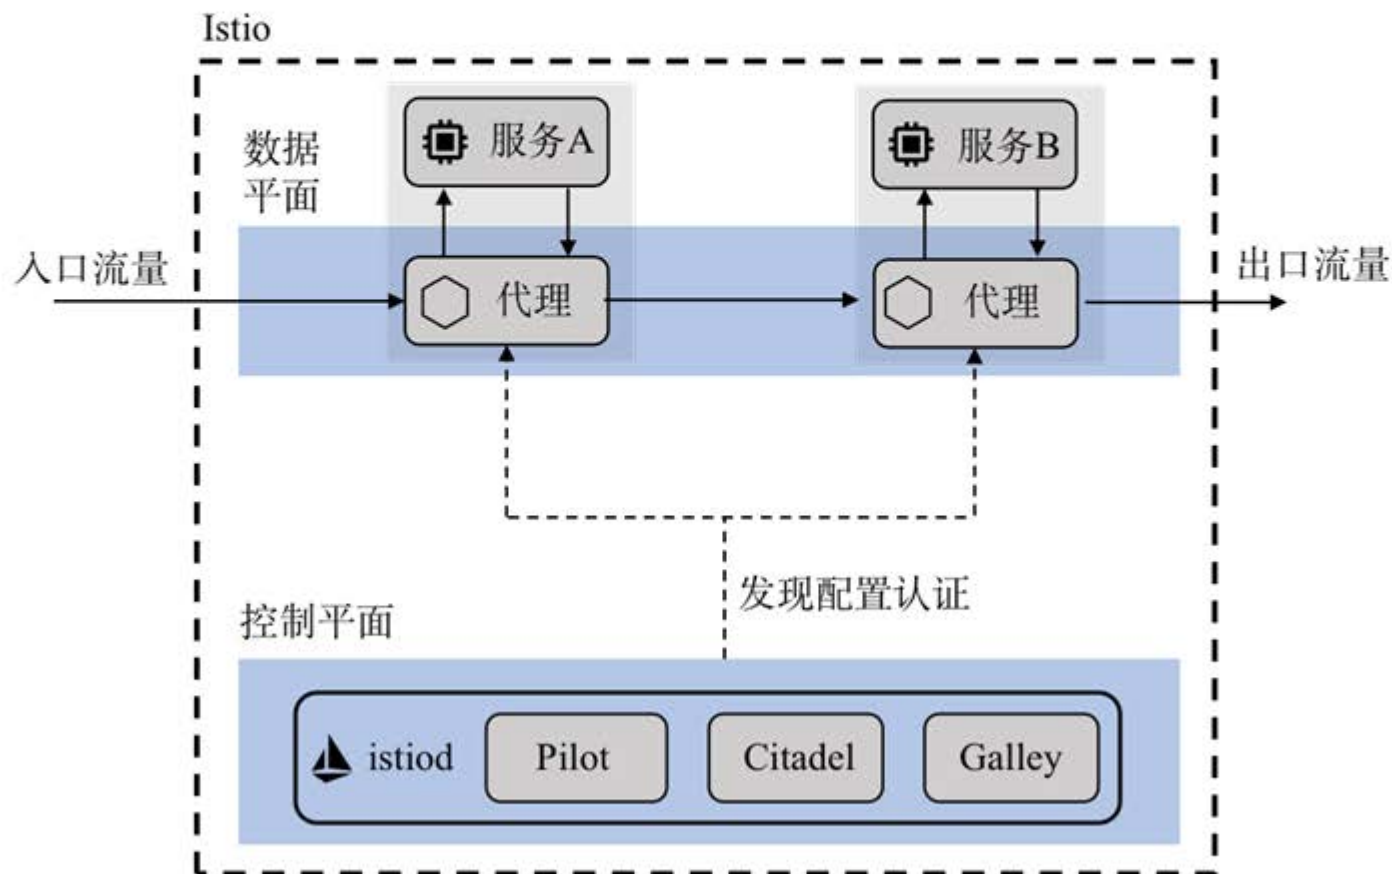 Istio
数据
平面
服务A
服务B
入口流量
代理
代理
出口流量
发现配置认证
控制平面
istiod
Pilot
Citadel
Galley